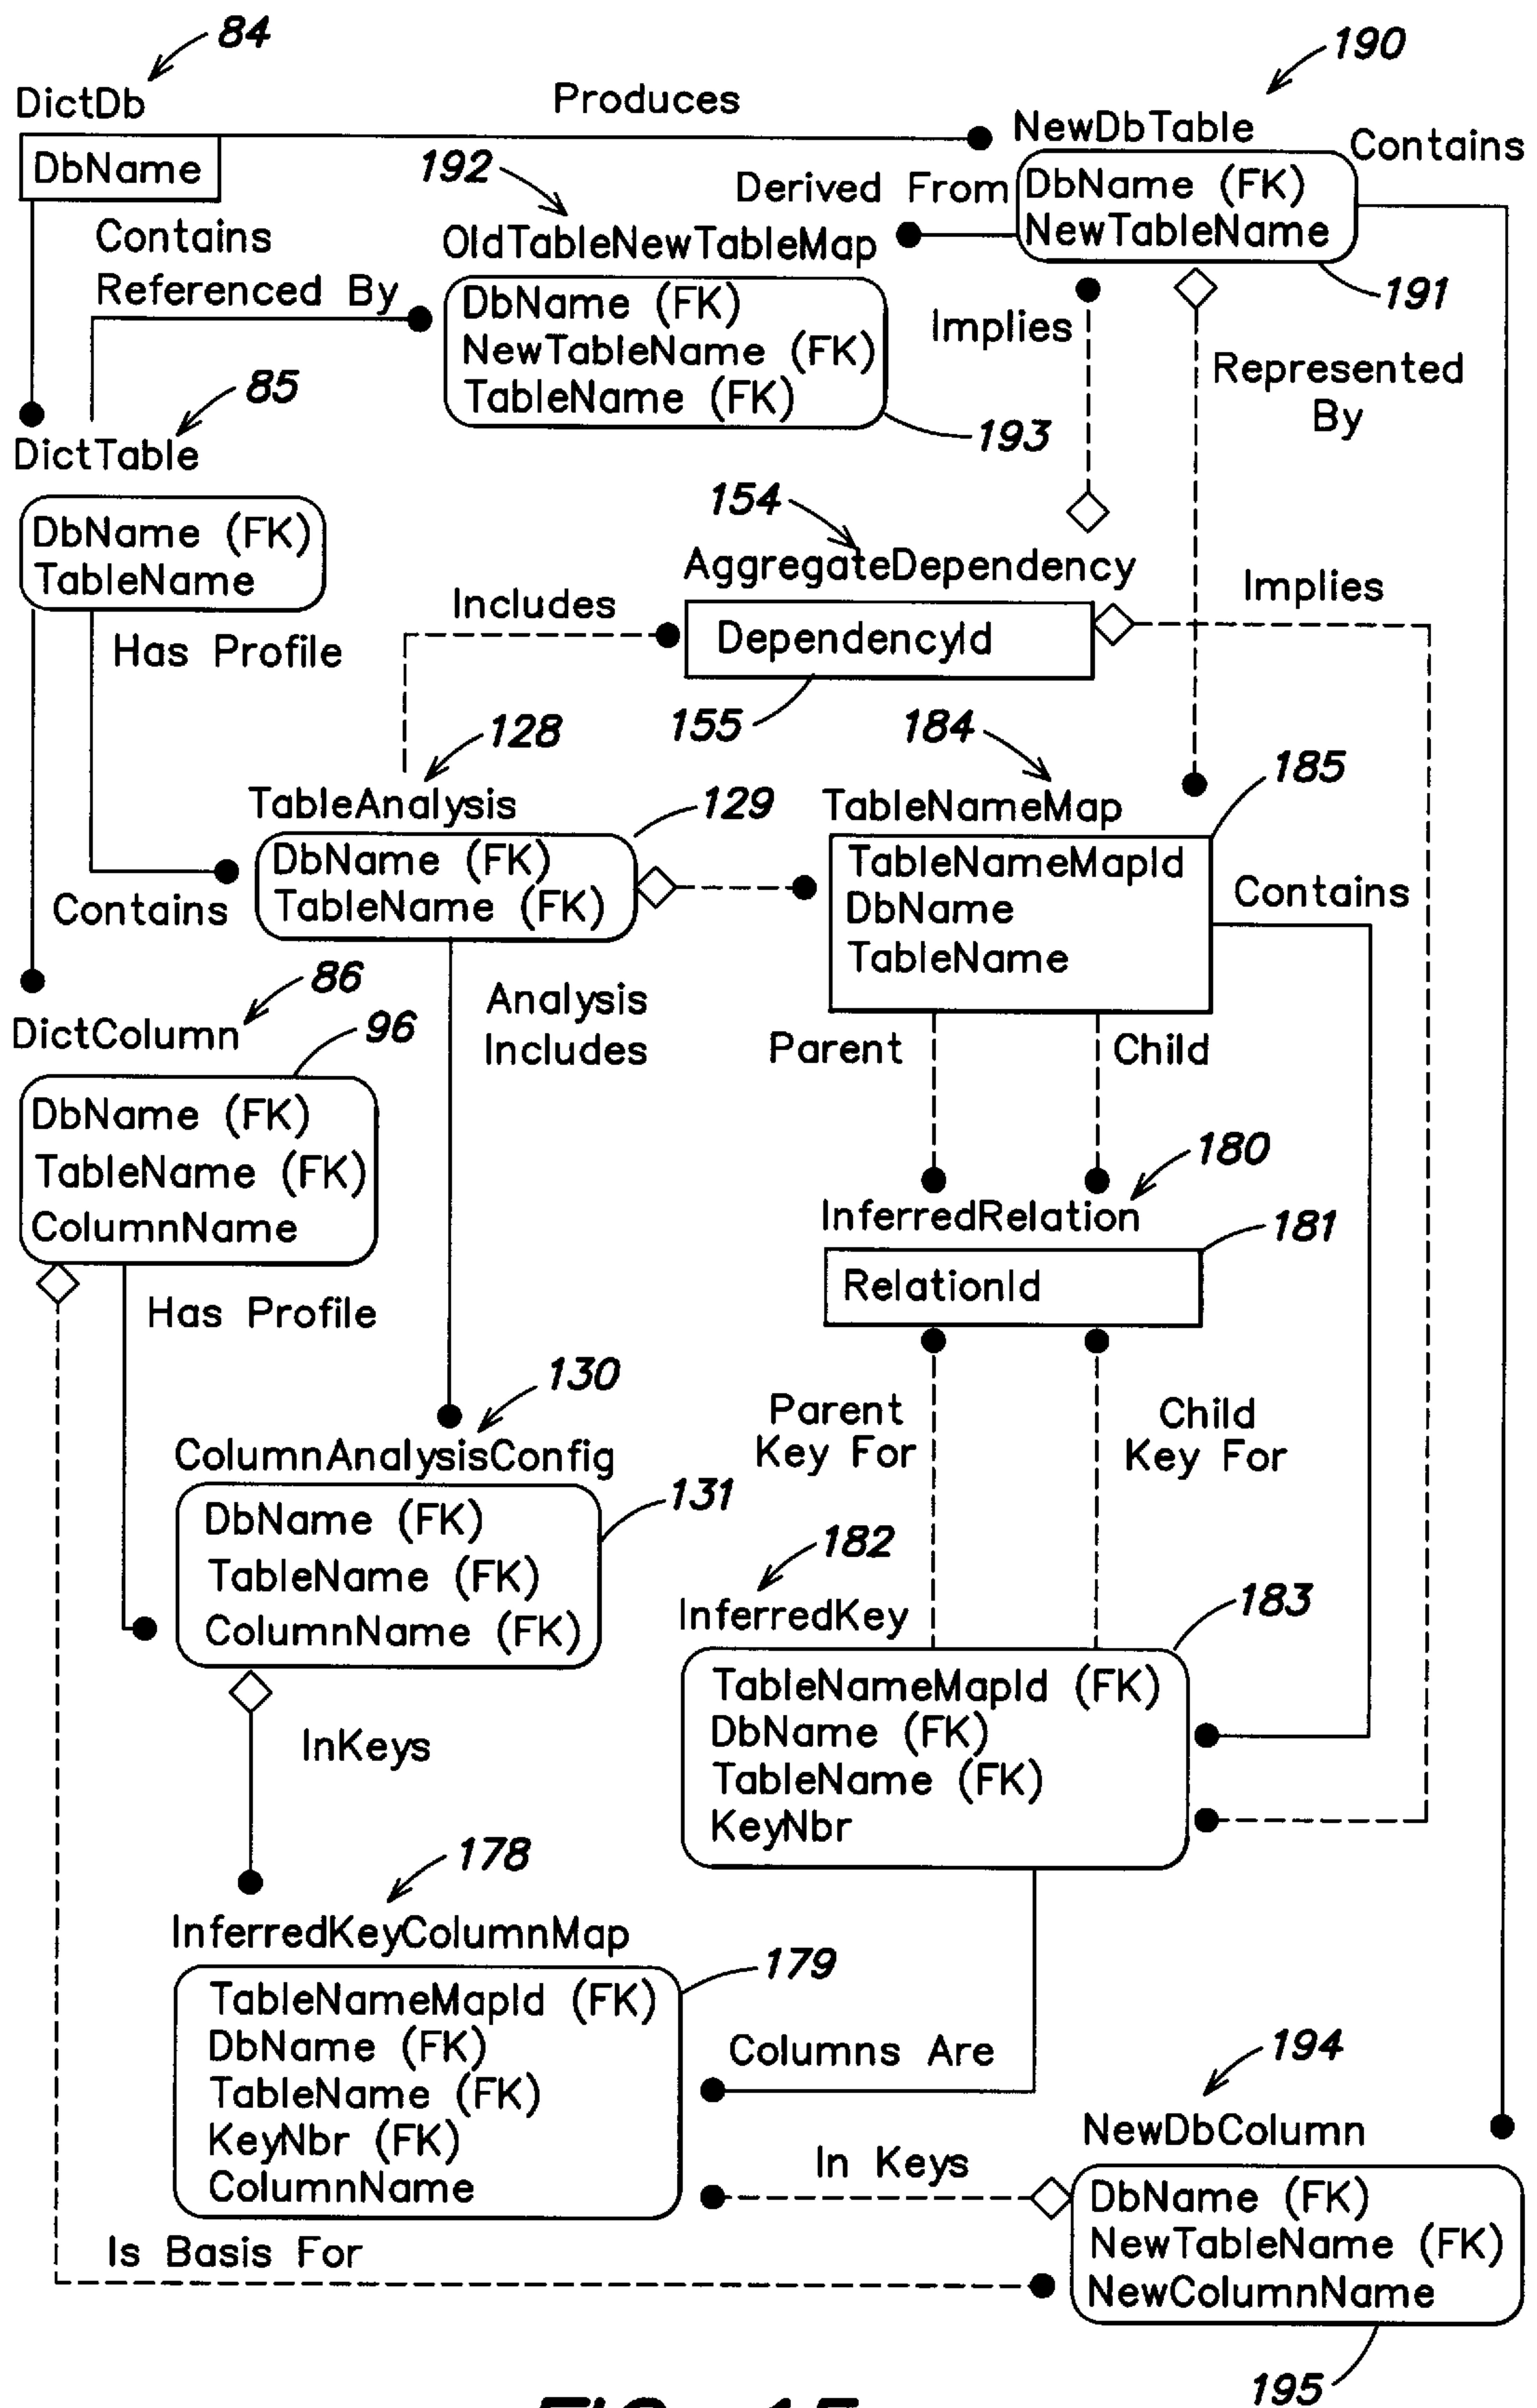 84
190
DictDb
Produces
NewDbTable
Contains
DbName
192
Derived From
DbName (FK)
NewTableName
Contains
Referenced By
OldTableNewTableMap
191
DbName (FK)
NewTableName (FK)
TableName (FK)
Implies
Represented
By
85
193
DictTable
154
DbName (FK)
TableName
AggregateDependency
Implies
Includes
DependencyId
Has Profile
155
184
128
185
TableAnalysis
129
TableNameMap
DbName (FK)
TableName (FK)
TableNameMapId
DbName
TableName
Contains
Contains
86
Analysis
Includes
DictColumn
96
Parent
Child
DbName (FK)
TableName (FK)
ColumnName
180
InferredRelation
181
RelationId
Has Profile
130
Parent
Key For
Child
Key For
ColumnAnalysisConfig
131
DbName (FK)
TableName (FK)
ColumnName (FK)
182
InferredKey
183
TableNameMapId (FK)
DbName (FK)
TableName (FK)
KeyNbr
InKeys
178
InferredKeyColumnMap
179
TableNameMapId (FK)
DbName (FK)
TableName (FK)
KeyNbr (FK)
ColumnName
Columns Are
194
NewDbColumn
In Keys
DbName (FK)
NewTableName (FK)
NewColumnName
Is Basis For
195